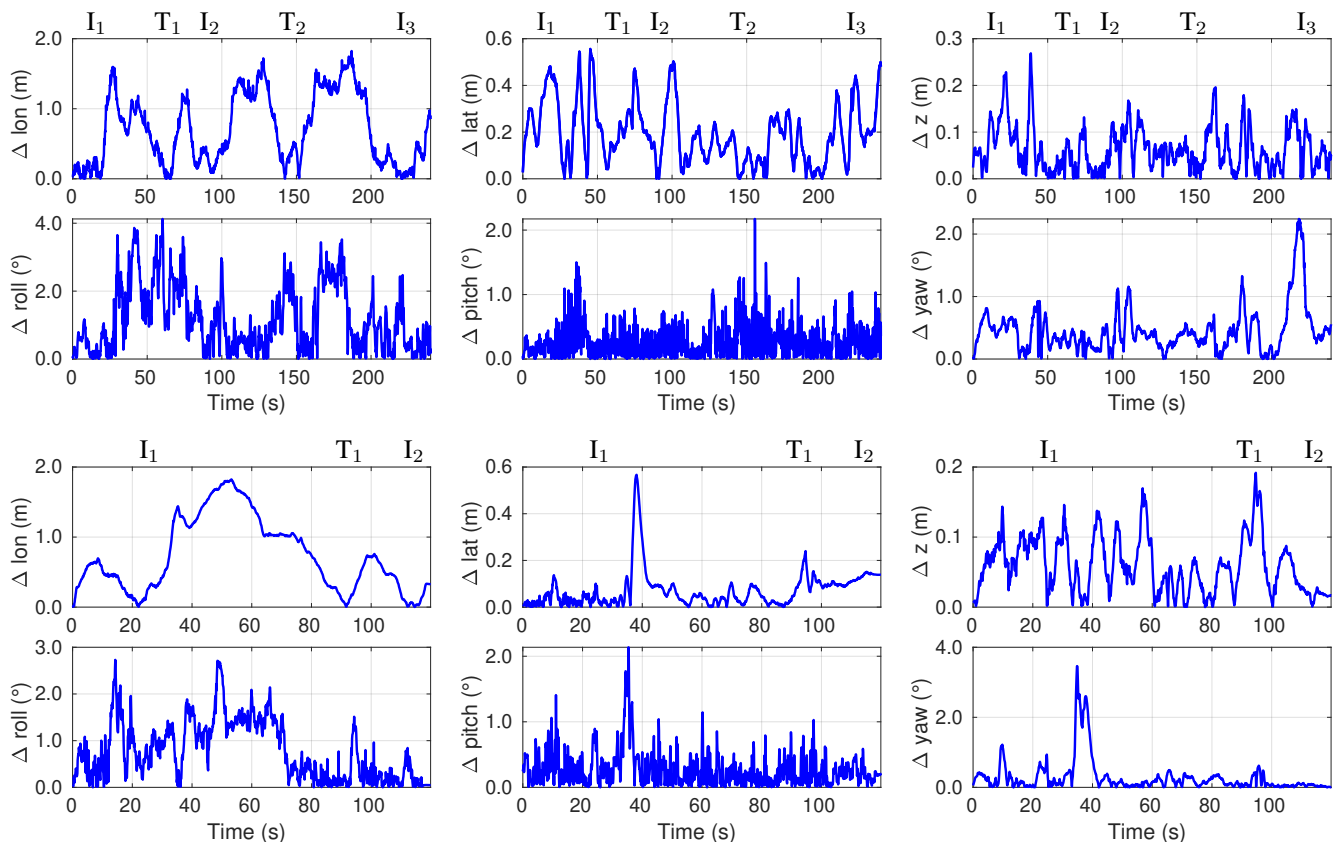 I₁ T₁ I₂ T₂ I₃
Δ lon (m)
2.0
1.0
0.0
0 50 100 150 200
I₁ T₁ I₂ T₂ I₃
Δ lat (m)
0.6
0.4
0.2
0.0
0 50 100 150 200
I₁ T₁ I₂ T₂ I₃
Δ z (m)
0.3
0.2
0.1
0.0
0 50 100 150 200
Δ roll (°)
4.0
2.0
0.0
0 50 100 150 200
Time (s)
Δ pitch (°)
2.0
1.0
0.0
0 50 100 150 200
Time (s)
Δ yaw (°)
2.0
1.0
0.0
0 50 100 150 200
Time (s)
I₁ T₁ I₂
Δ lon (m)
2.0
1.0
0.0
0 20 40 60 80 100
I₁ T₁ I₂
Δ lat (m)
0.6
0.4
0.2
0.0
0 20 40 60 80 100
I₁ T₁ I₂
Δ z (m)
0.2
0.1
0.0
0 20 40 60 80 100
Δ roll (°)
3.0
2.0
1.0
0.0
0 20 40 60 80 100
Time (s)
Δ pitch (°)
2.0
1.0
0.0
0 20 40 60 80 100
Time (s)
Δ yaw (°)
4.0
2.0
0.0
0 20 40 60 80 100
Time (s)